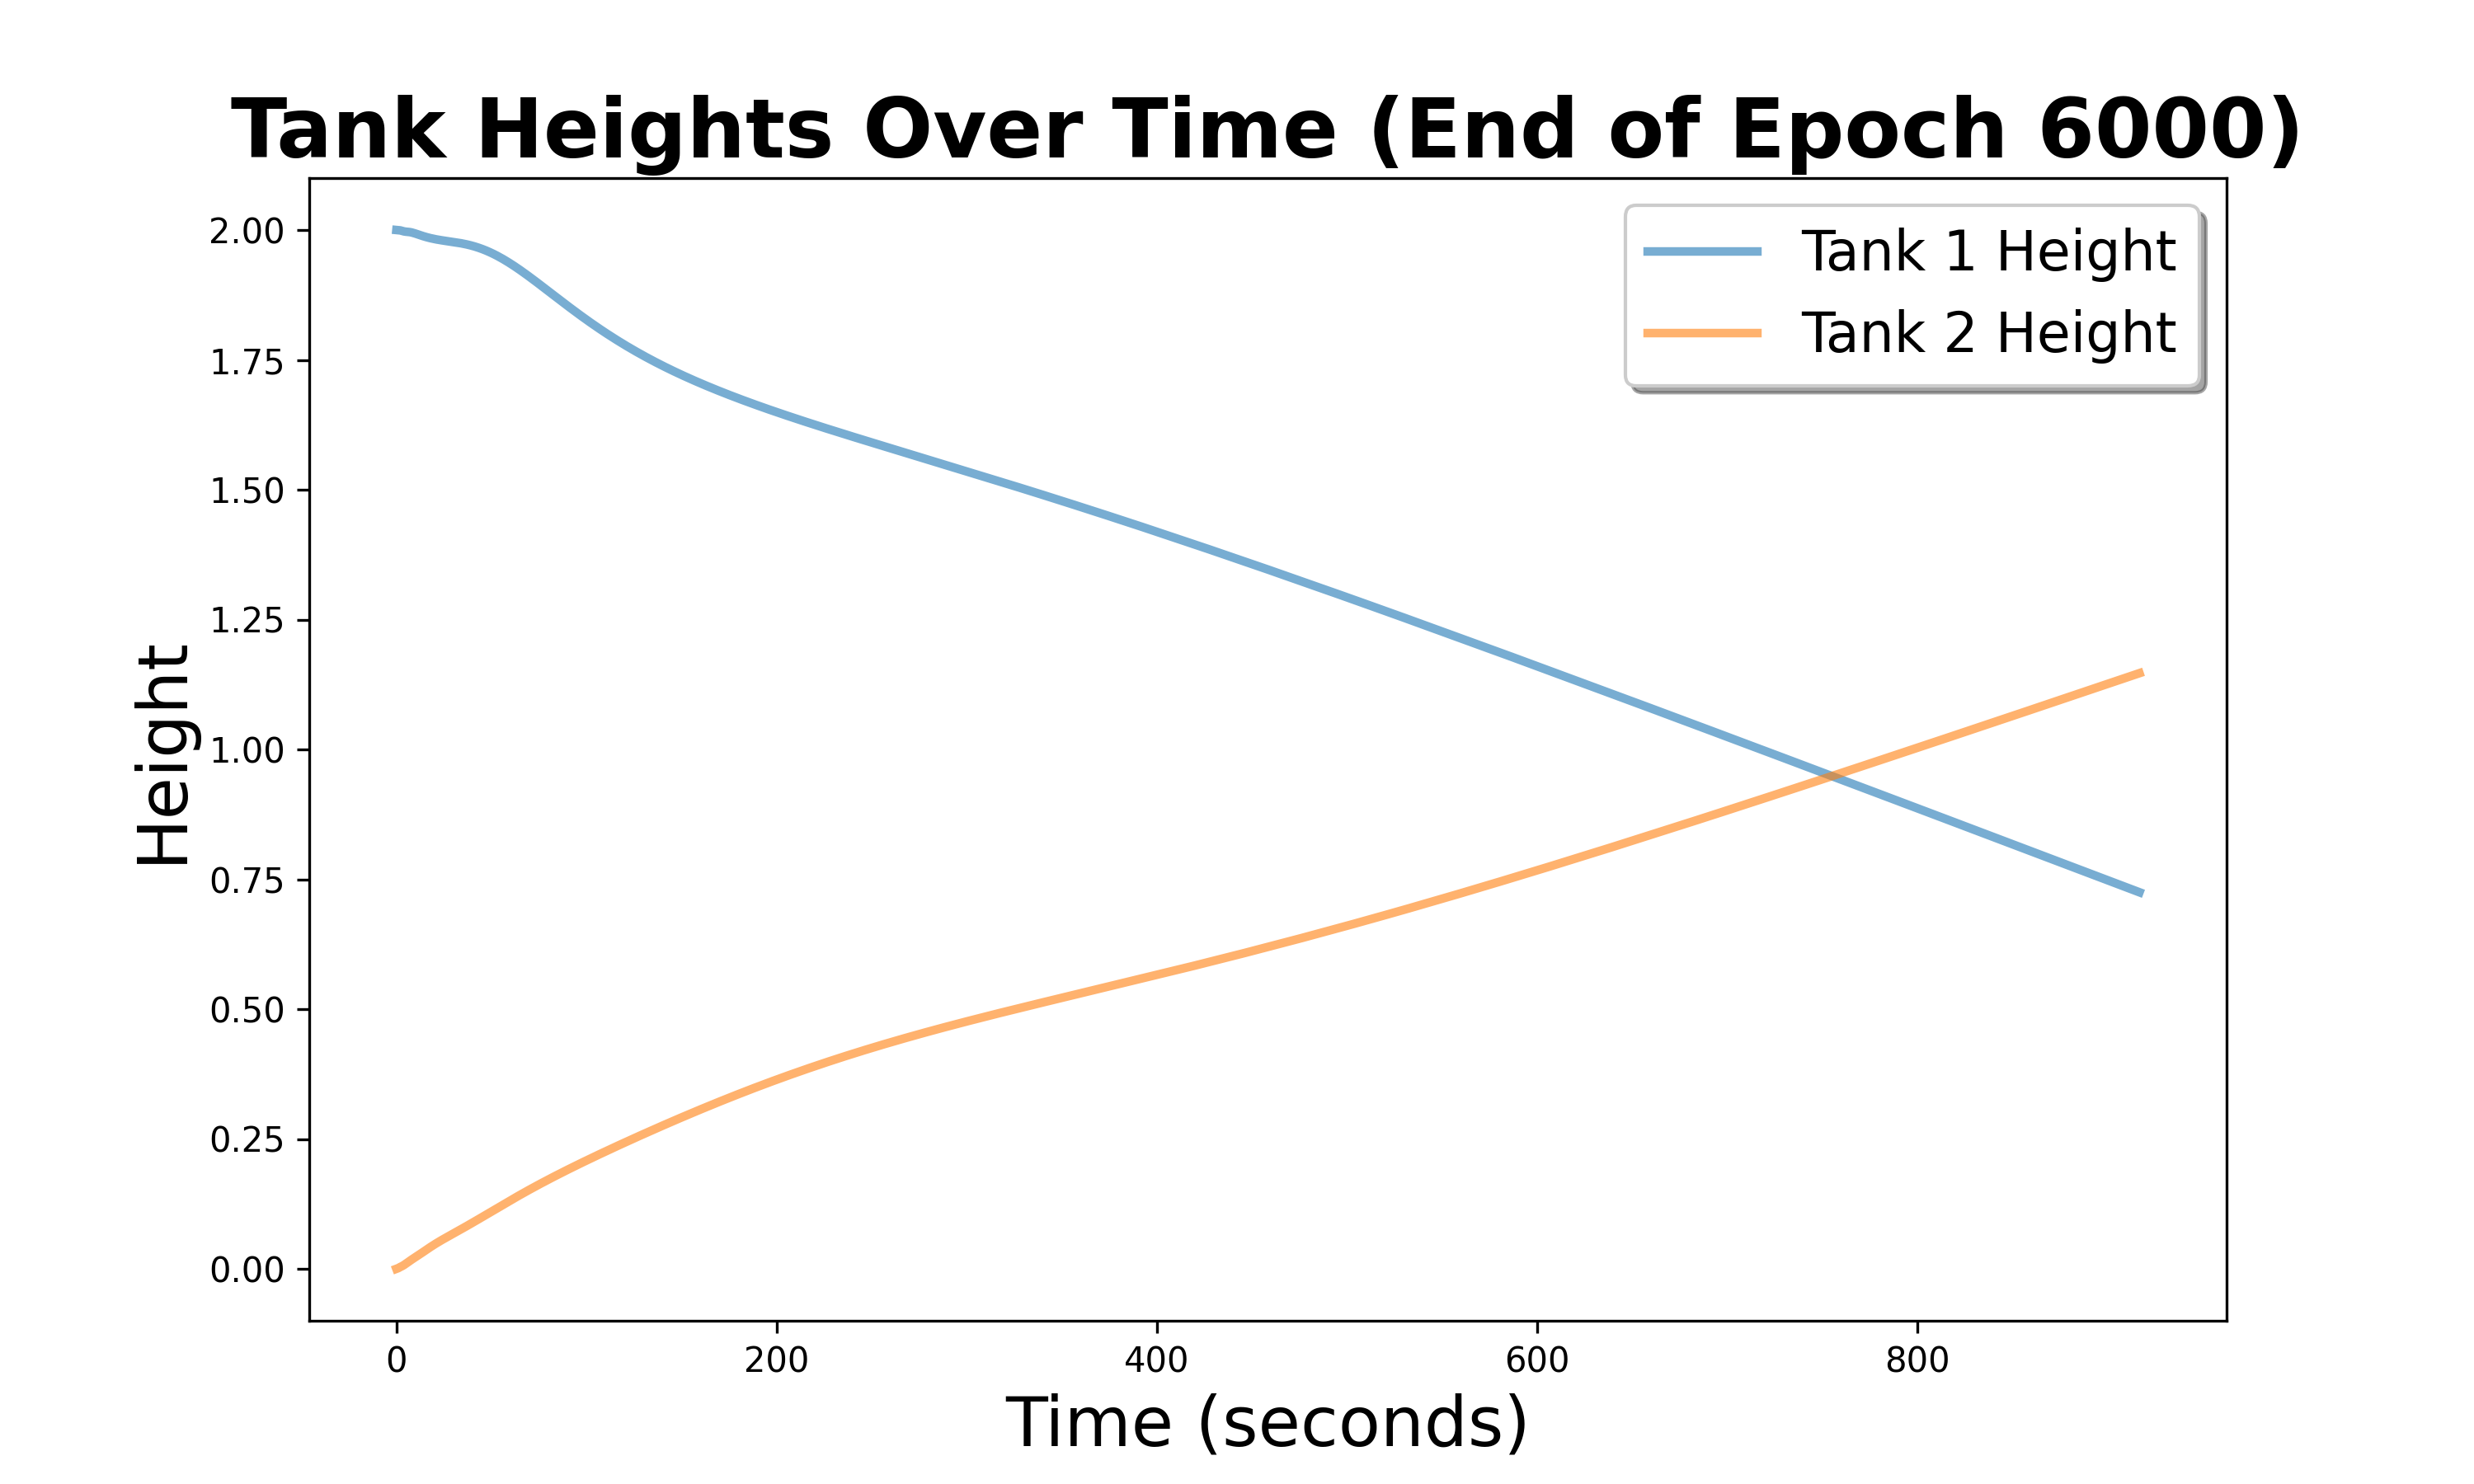 Tank Heights Over Time (End of Epoch 6000)
Tank 1 Height
Tank 2 Height
Height
2.00
1.75
1.50
1.25
1.00
0.75
0.50
0.25
0.00
0 200 400 600 800
Time (seconds)